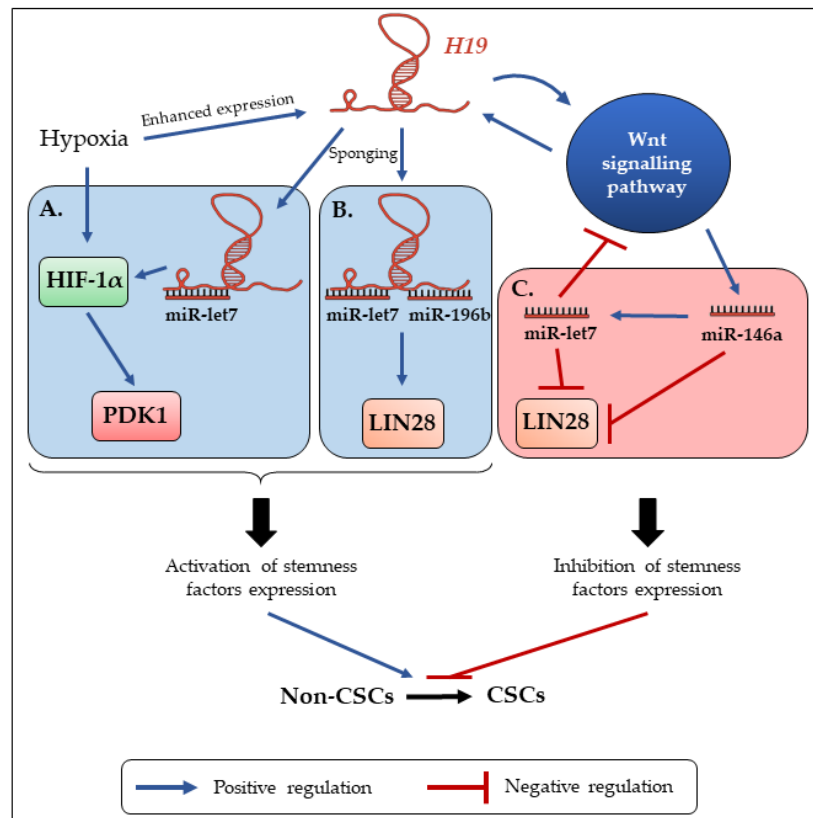 H19
Enhanced expression
Hypoxia
Sponging
Wnt
signalling
pathway
A.
HIF-1α
miR-let7
PDK1
B.
miR-let7 miR-196b
LIN28
C.
miR-let7
miR-146a
LIN28
Activation of stemness
factors expression
Inhibition of stemness
factors expression
Non-CSCs
CSCs
Positive regulation
Negative regulation